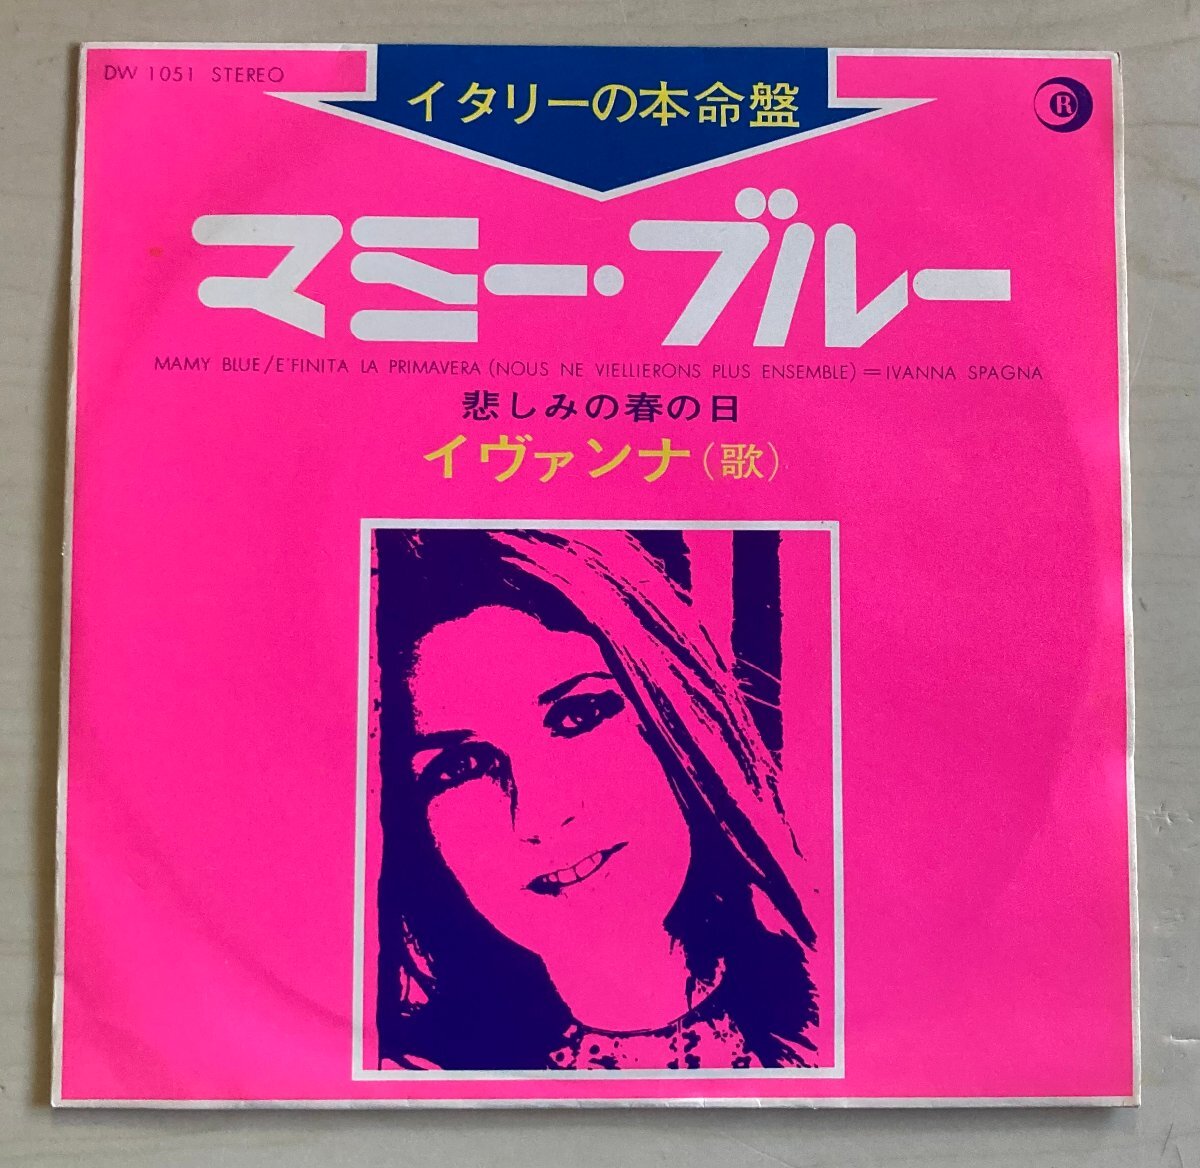 DW 1051 STEREO
イタリーの本命盤
R
マミー・ブルー
MAMY BLUE/E'FINITA LA PRIMAVERA (NOUS NE VIELLIERONS PLUS ENSEMBLE)=IVANNA SPAGNA
悲しみの春の日
イヴァンナ(歌)